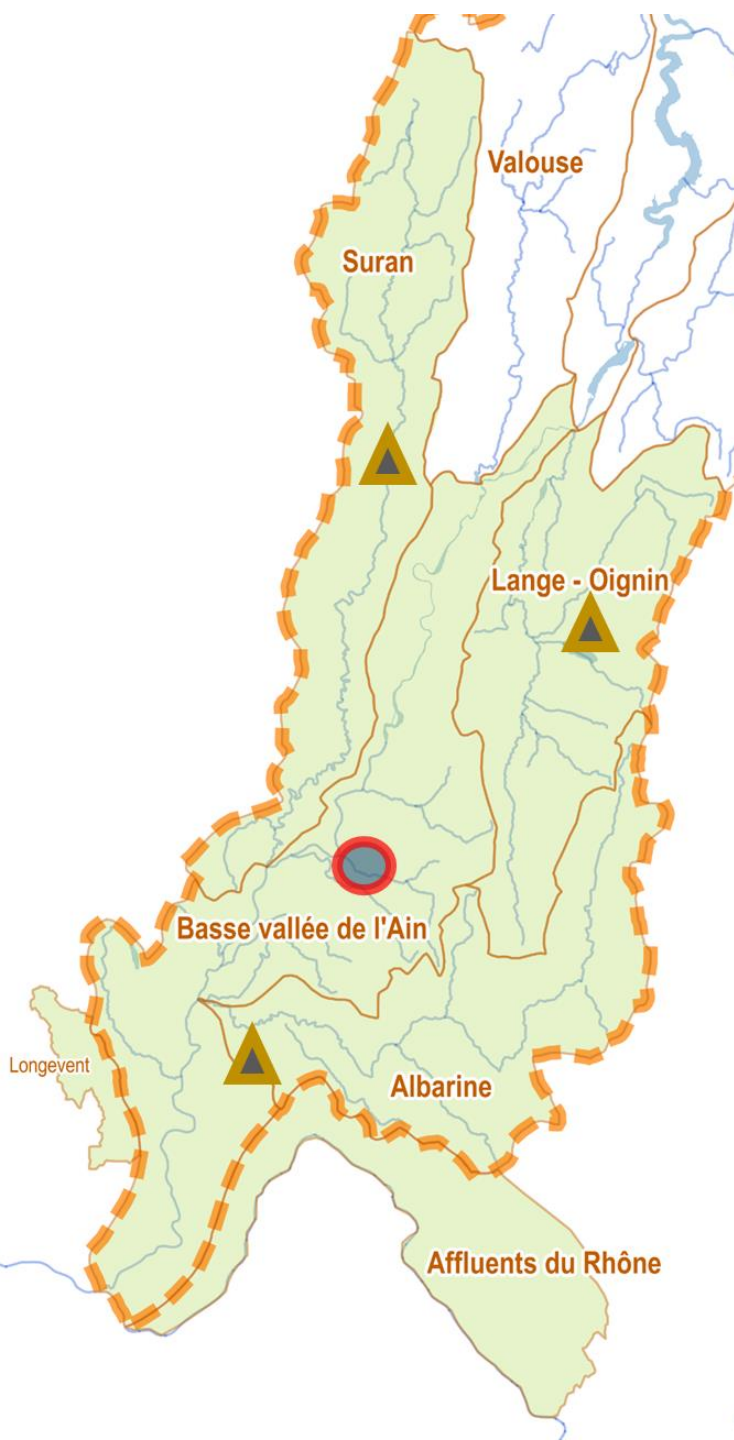 Valouse
Suran
Lange - Oignin
Basse vallée de l'Ain
Longevent
Albarine
Affluents du Rhône